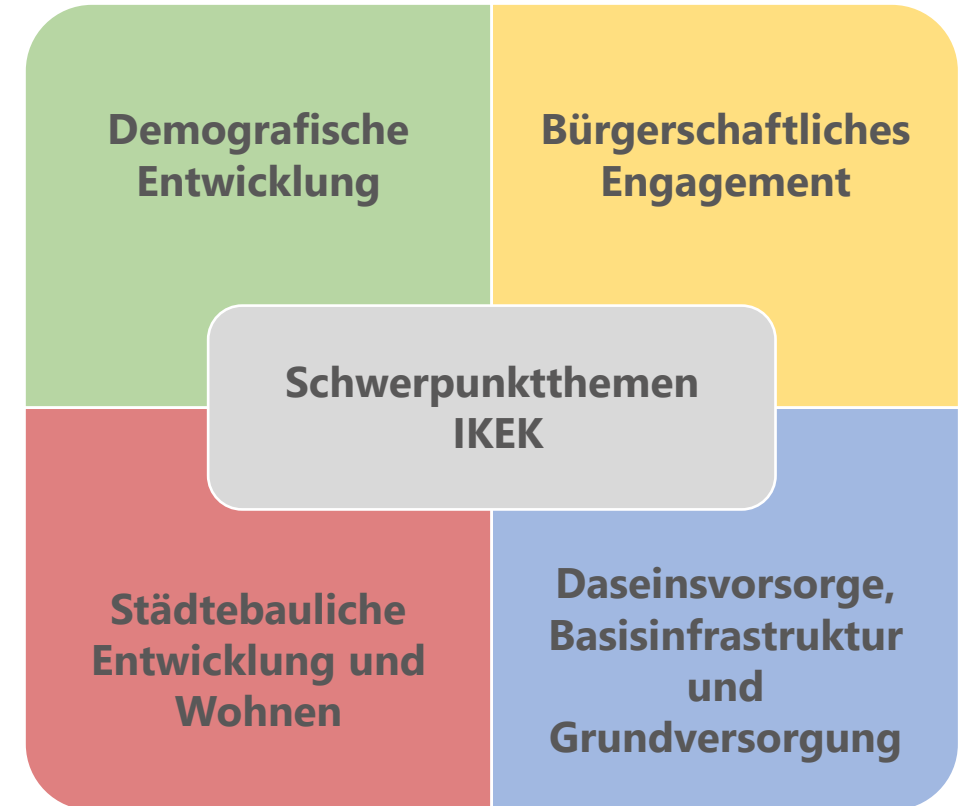 Demografische
Entwicklung
Bürgerschaftliches
Engagement
Schwerpunktthemen
IKEK
Städtebauliche
Entwicklung und
Wohnen
Daseinsvorsorge,
Basisinfrastruktur
und
Grundversorgung